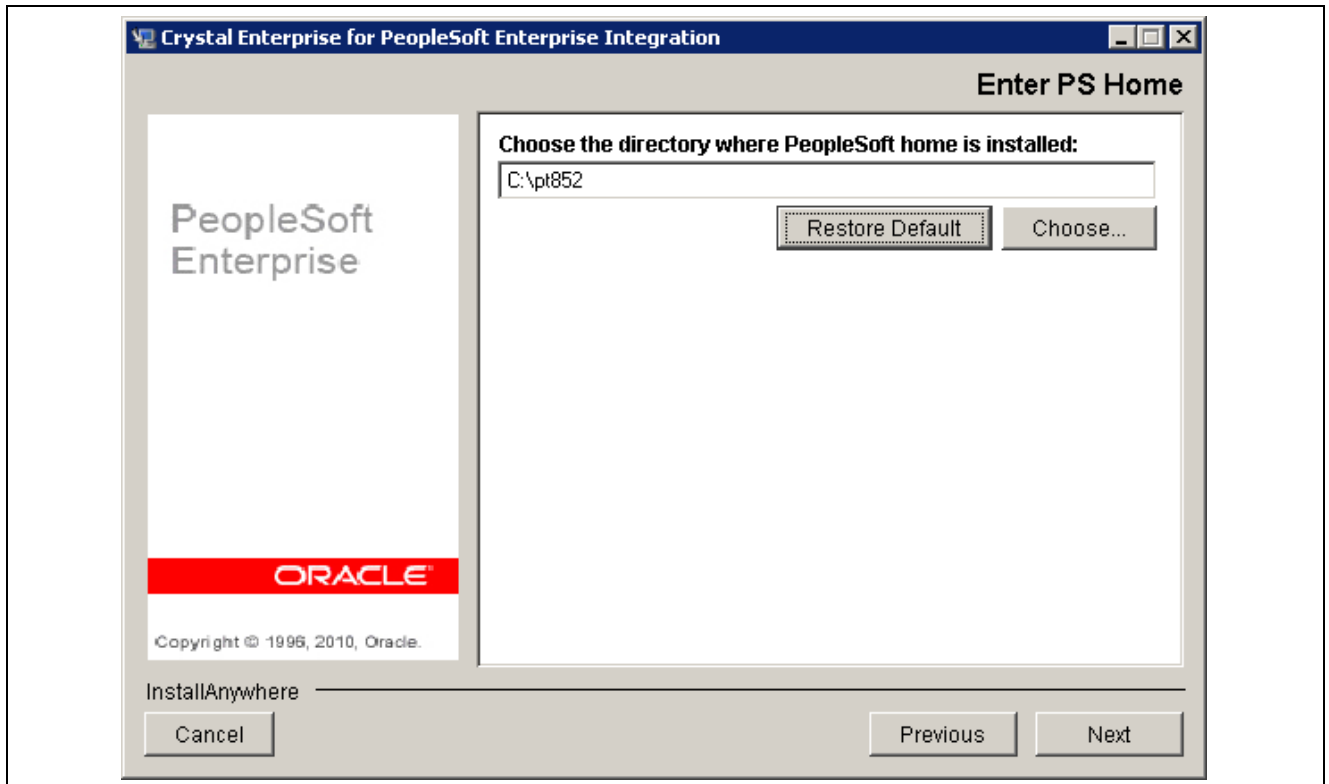 Crystal Enterprise for PeopleSoft Enterprise Integration
Enter PS Home
Choose the directory where PeopleSoft home is installed:
C:\pt852
Restore Default
Choose...
PeopleSoft
Enterprise
ORACLE
Copyright © 1996, 2010, Oracle.
InstallAnywhere
Cancel
Previous
Next